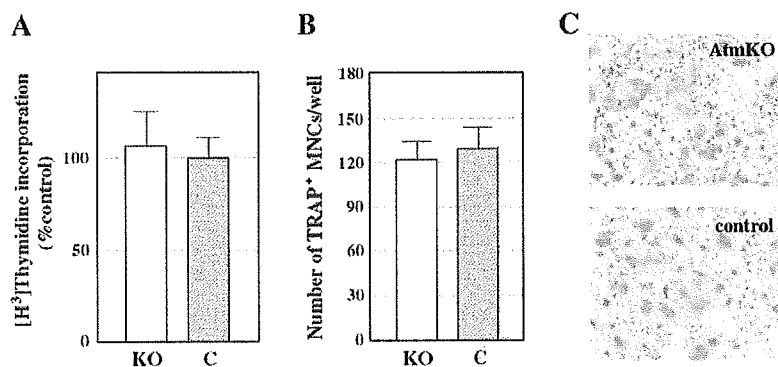 A
[H³]Thymidine incorporation
(%control)
100
50
0
KO
C
B
Number of TRAP⁺ MNCs/well
180
150
120
90
60
30
0
KO
C
C
AtmKO
control